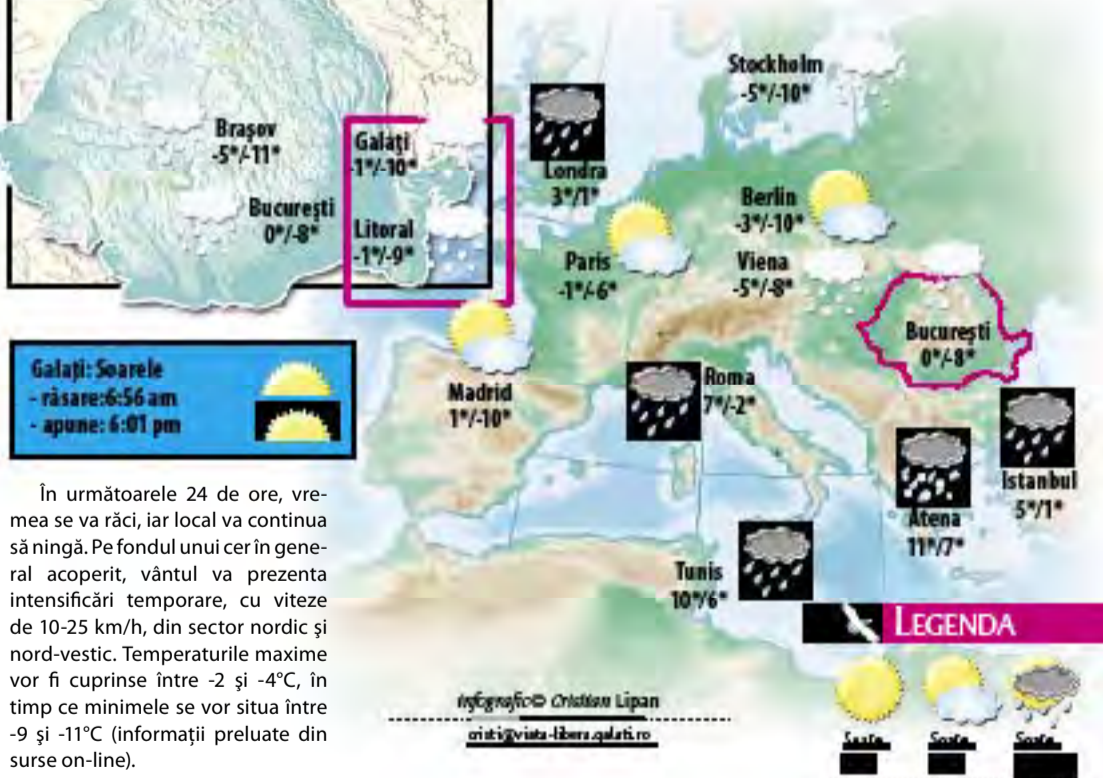 Stockholm
-5°/-10°
Brașov
-5°/-11°
Galați
-1°/-10°
Londra
3°/1°
București
0°/-8°
Litoral
-1°/-9°
Berlin
-3°/-10°
Paris
-1°/-6°
Viena
-5°/-8°
București
0°/-8°
Galați: Soarele
- răsare:6:56 am
- apune: 6:01 pm
Madrid
1°/-10°
Roma
7°/-2°
Istanbul
5°/1°
Atena
11°/7°
Tunis
10°/6°
În următoarele 24 de ore, vre-
mea se va răci, iar local va continua
să ningă. Pe fondul unui cer în gene-
ral acoperit, vântul va prezenta
intensificări temporare, cu viteze
de 10-25 km/h, din sector nordic şi
nord-vestic. Temperaturile maxime
vor fi cuprinse între -2 şi -4°C, în
timp ce minimele se vor situa între
-9 şi -11°C (informații preluate din
surse on-line).
LEGENDA
infografic© Cristian Lipan
cristi@viata-libera.galati.ro